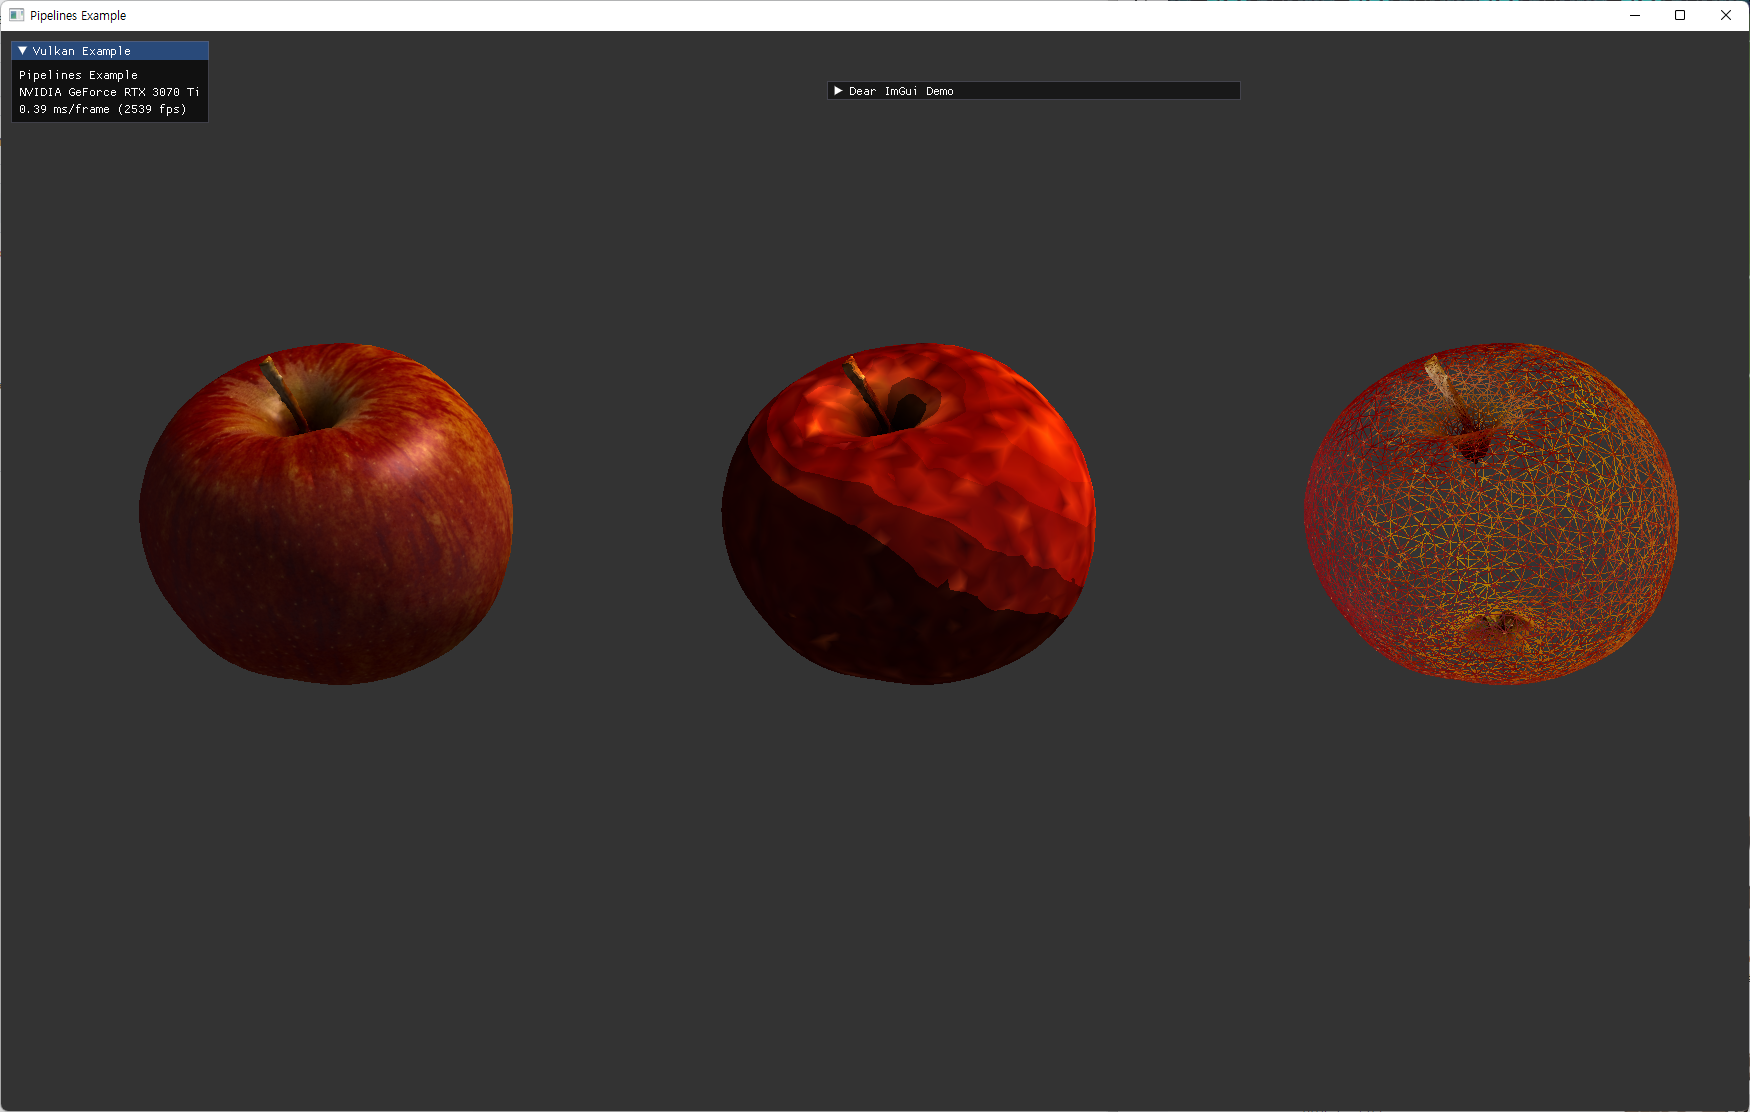 Pipelines Example
Vulkan Example
Pipelines Example
NVIDIA GeForce RTX 3070 Ti
0.39 ms/frame (2539 fps)
Dear ImGui Demo